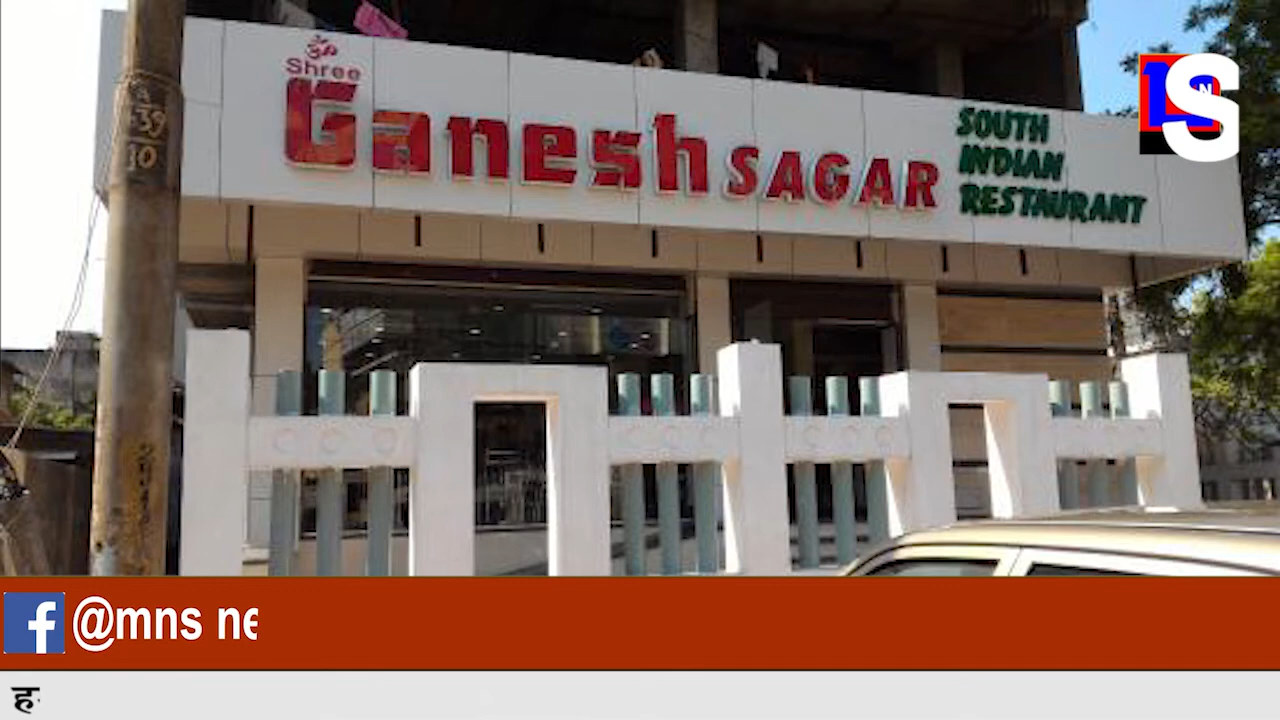 ॐ
Shree
Ganesh SAGAR
SOUTH
INDIAN
RESTAURANT
39
10
S
N
@mns ne
ह